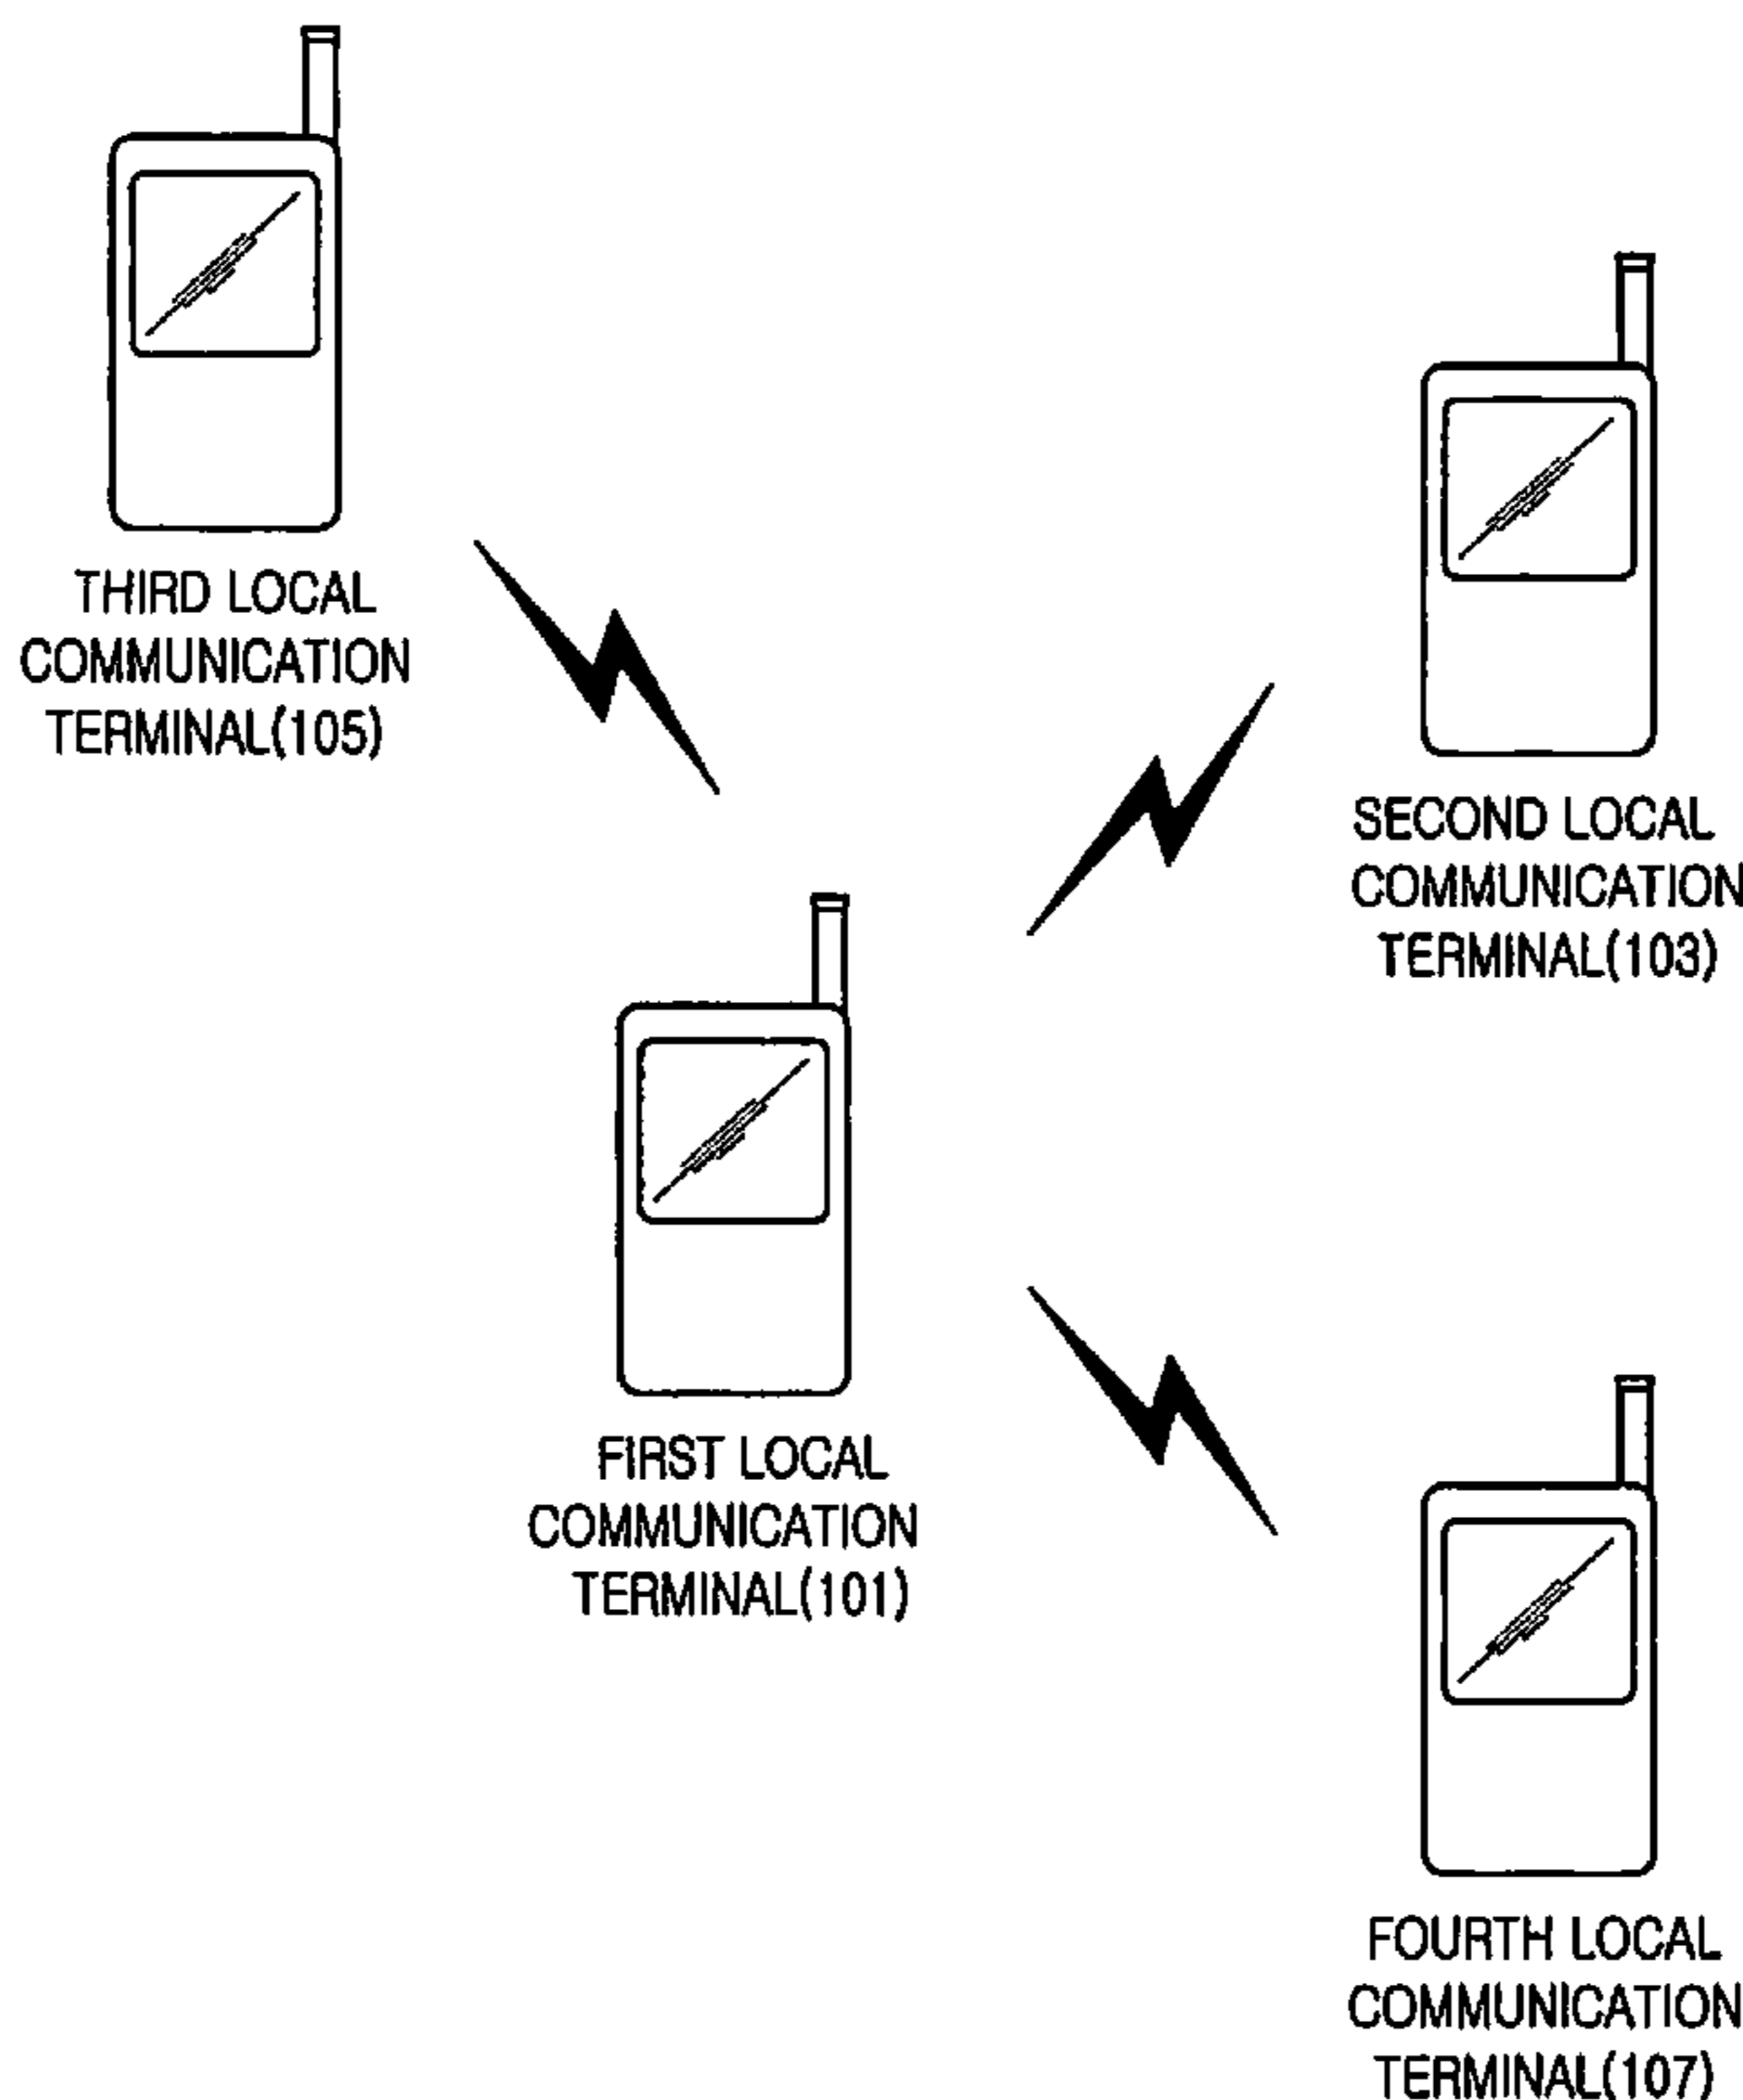 THIRD LOCAL
COMMUNICATION
TERMINAL(105)
SECOND LOCAL
COMMUNICATION
TERMINAL(103)
FIRST LOCAL
COMMUNICATION
TERMINAL(101)
FOURTH LOCAL
COMMUNICATION
TERMINAL(107)